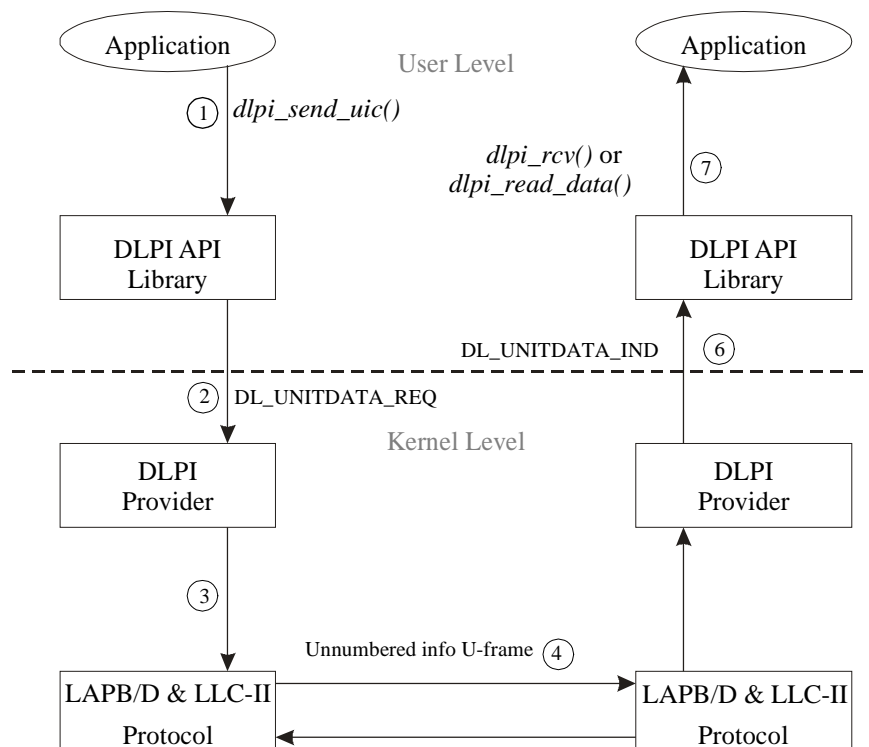 Application
User Level
Application
1
dlpi_send_uic()
dlpi_rcv() or
dlpi_read_data()
7
DLPI API
Library
DLPI API
Library
DL_UNITDATA_IND
6
2
DL_UNITDATA_REQ
Kernel Level
DLPI
Provider
DLPI
Provider
3
Unnumbered info U-frame
4
LAPB/D & LLC-II
Protocol
LAPB/D & LLC-II
Protocol